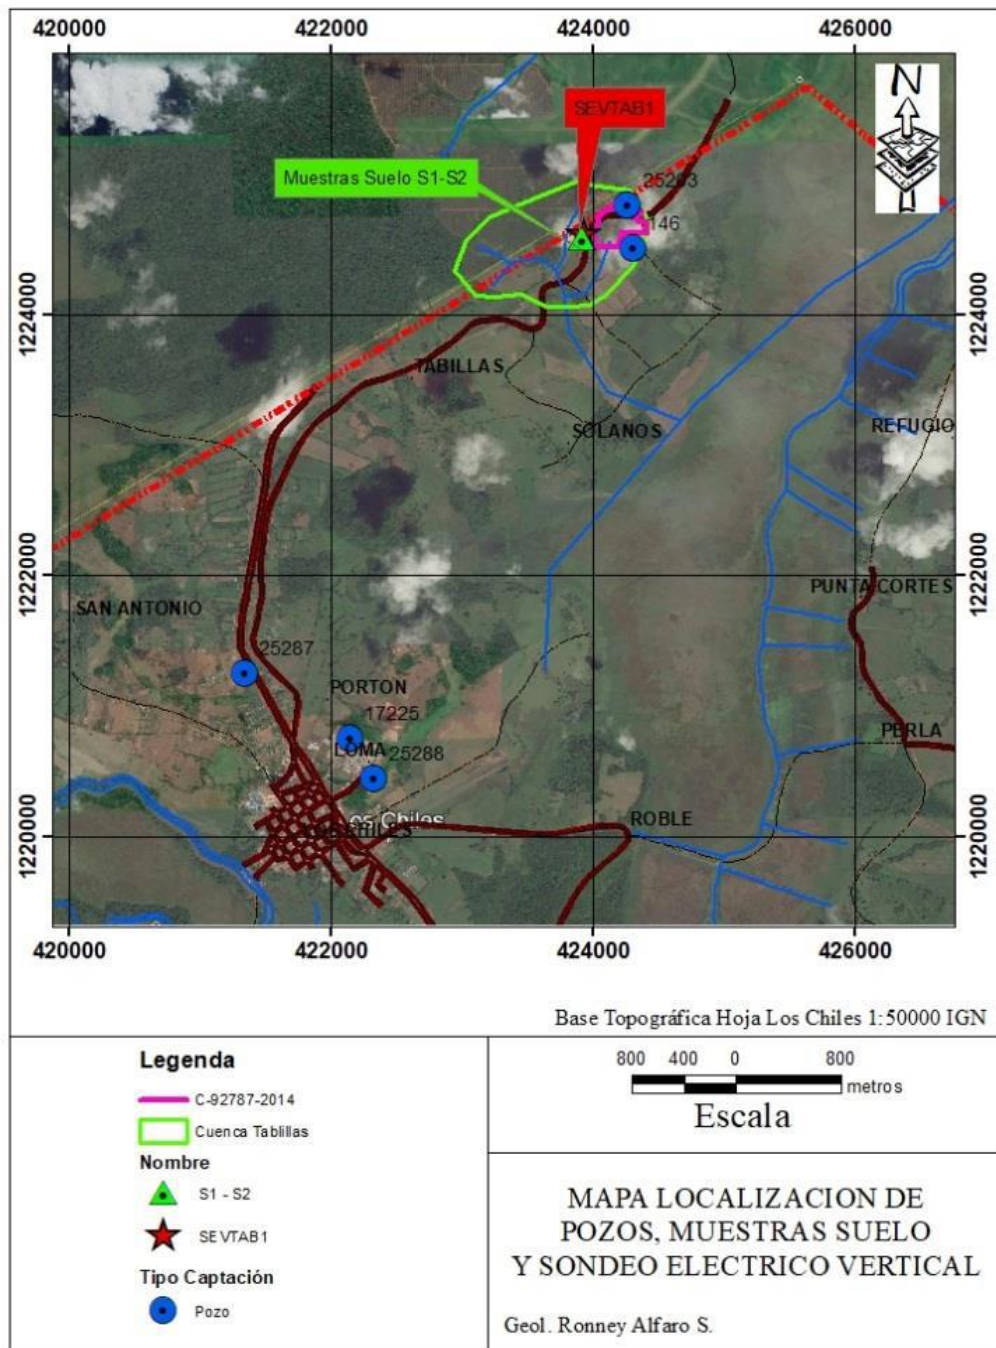 420000 422000 424000 426000
N
SEVTAB1
Muestras Suelo S1-S2
146
1224000 1224000
TABILLAS
SOLANOS
REFUGIO
1222000 1222000
PUNTA CORTES
SAN ANTONIO
25287
PORTON
17225
PERLA
LOMA 25288
ROBLE
1220000 1220000
420000 422000 424000 426000
Base Topográfica Hoja Los Chiles 1:50000 IGN
Legenda
C-92787-2014
Cuenca Tablillas
Nombre
S1 - S2
SEVTAB1
Tipo Captación
Pozo
800 400 0 800
metros
Escala
MAPA LOCALIZACION DE
POZOS, MUESTRAS SUELO
Y SONDEO ELECTRICO VERTICAL
Geol. Ronney Alfaro S.